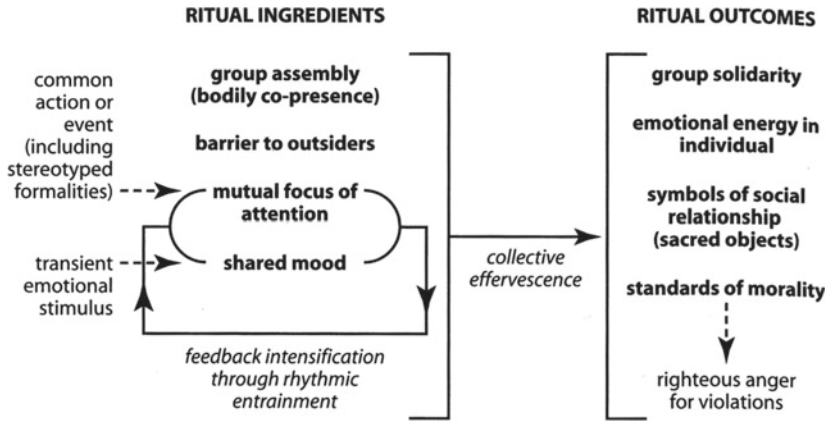 RITUAL INGREDIENTS
group assembly
(bodily co-presence)
barrier to outsiders
mutual focus of
attention
shared mood
common
action or
event
(including
stereotyped
formalities)
transient
emotional
stimulus
feedback intensification
through rhythmic
entrainment
collective
effervescence
RITUAL OUTCOMES
group solidarity
emotional energy in
individual
symbols of social
relationship
(sacred objects)
standards of morality
righteous anger
for violations